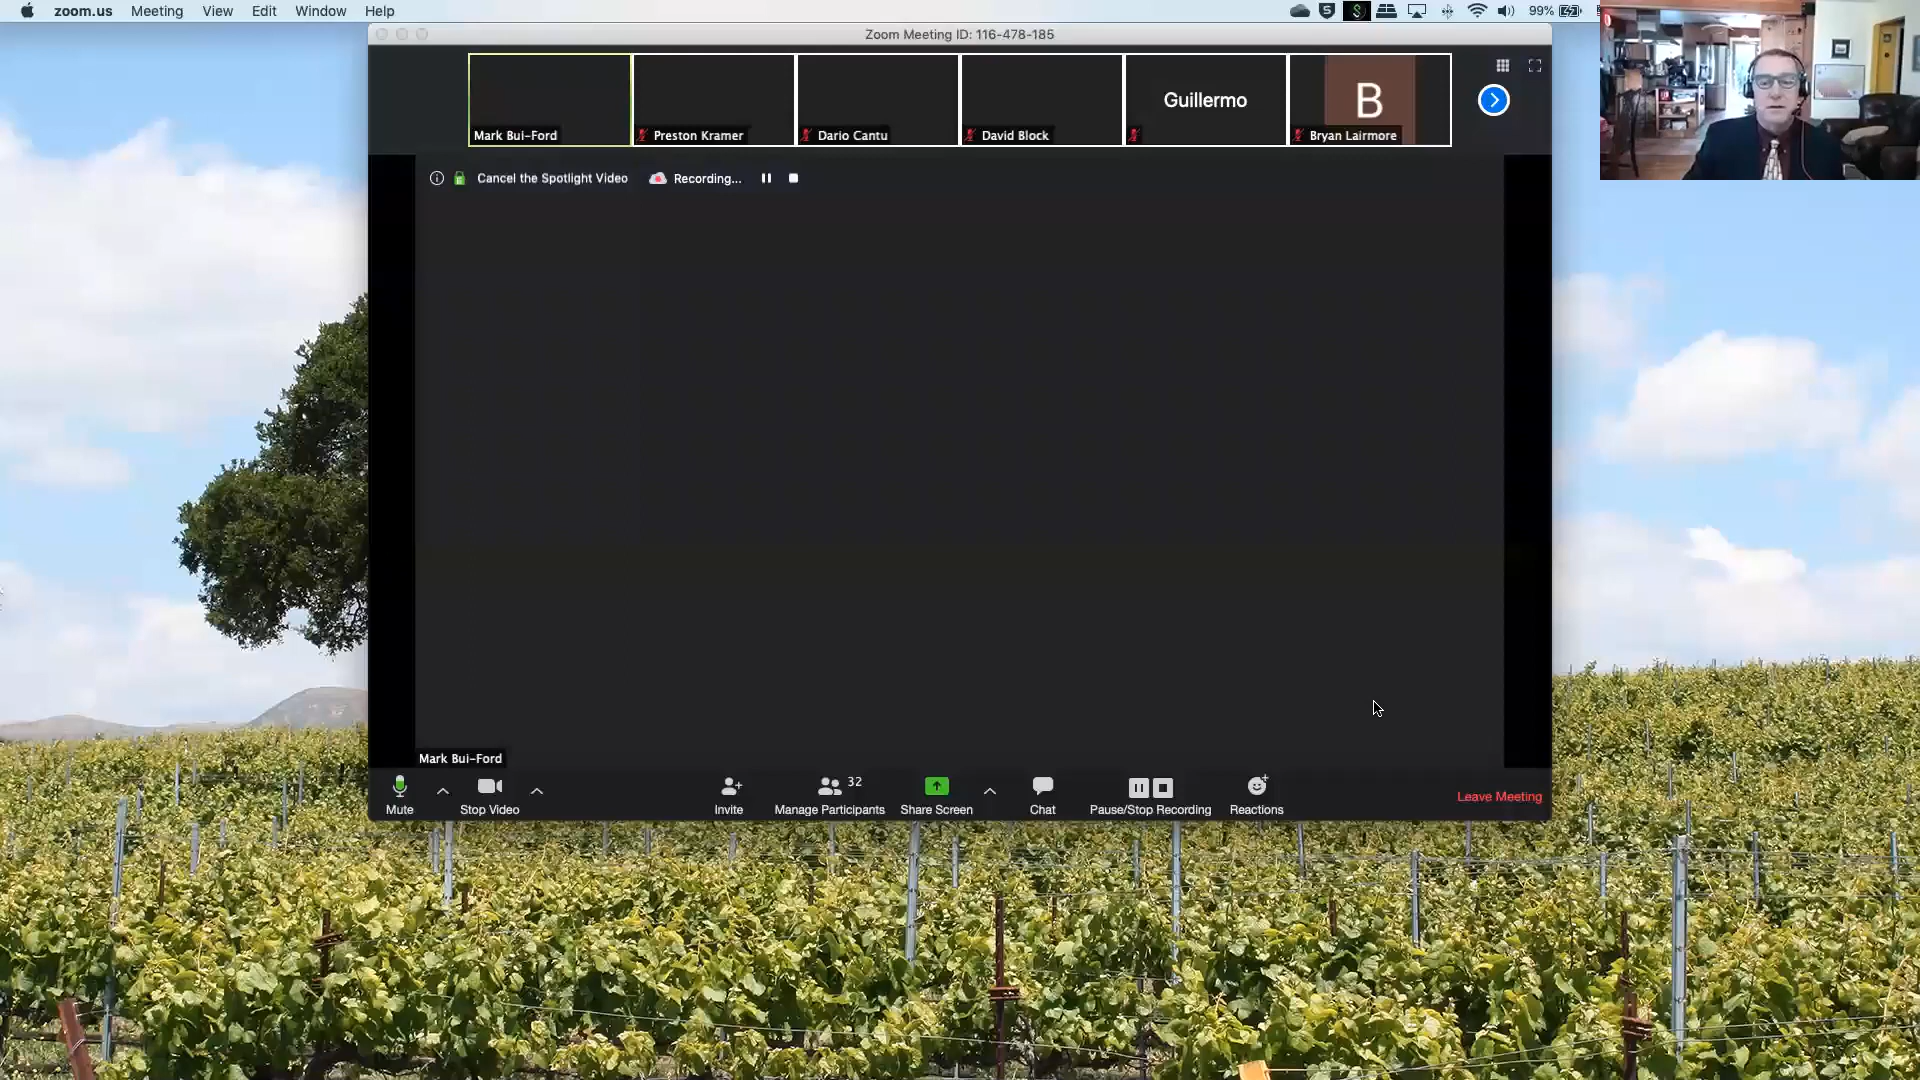 zoom.us Meeting View Edit Window Help
99%
Zoom Meeting ID: 116-478-185
Mark Bui-Ford
Preston Kramer
Dario Cantu
David Block
Guillermo
B
Bryan Lairmore
Cancel the Spotlight Video
Recording...
Mark Bui-Ford
32
Mute
Stop Video
Invite
Manage Participants
Share Screen
Chat
Pause/Stop Recording
Reactions
Leave Meeting